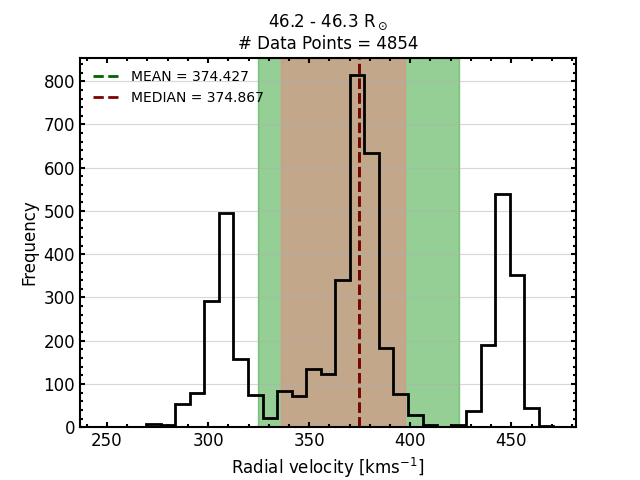 46.2 - 46.3 R⊙
# Data Points = 4854
MEAN = 374.427
MEDIAN = 374.867
Frequency
800
700
600
500
400
300
200
100
0
250 300 350 400 450
Radial velocity [kms⁻¹]